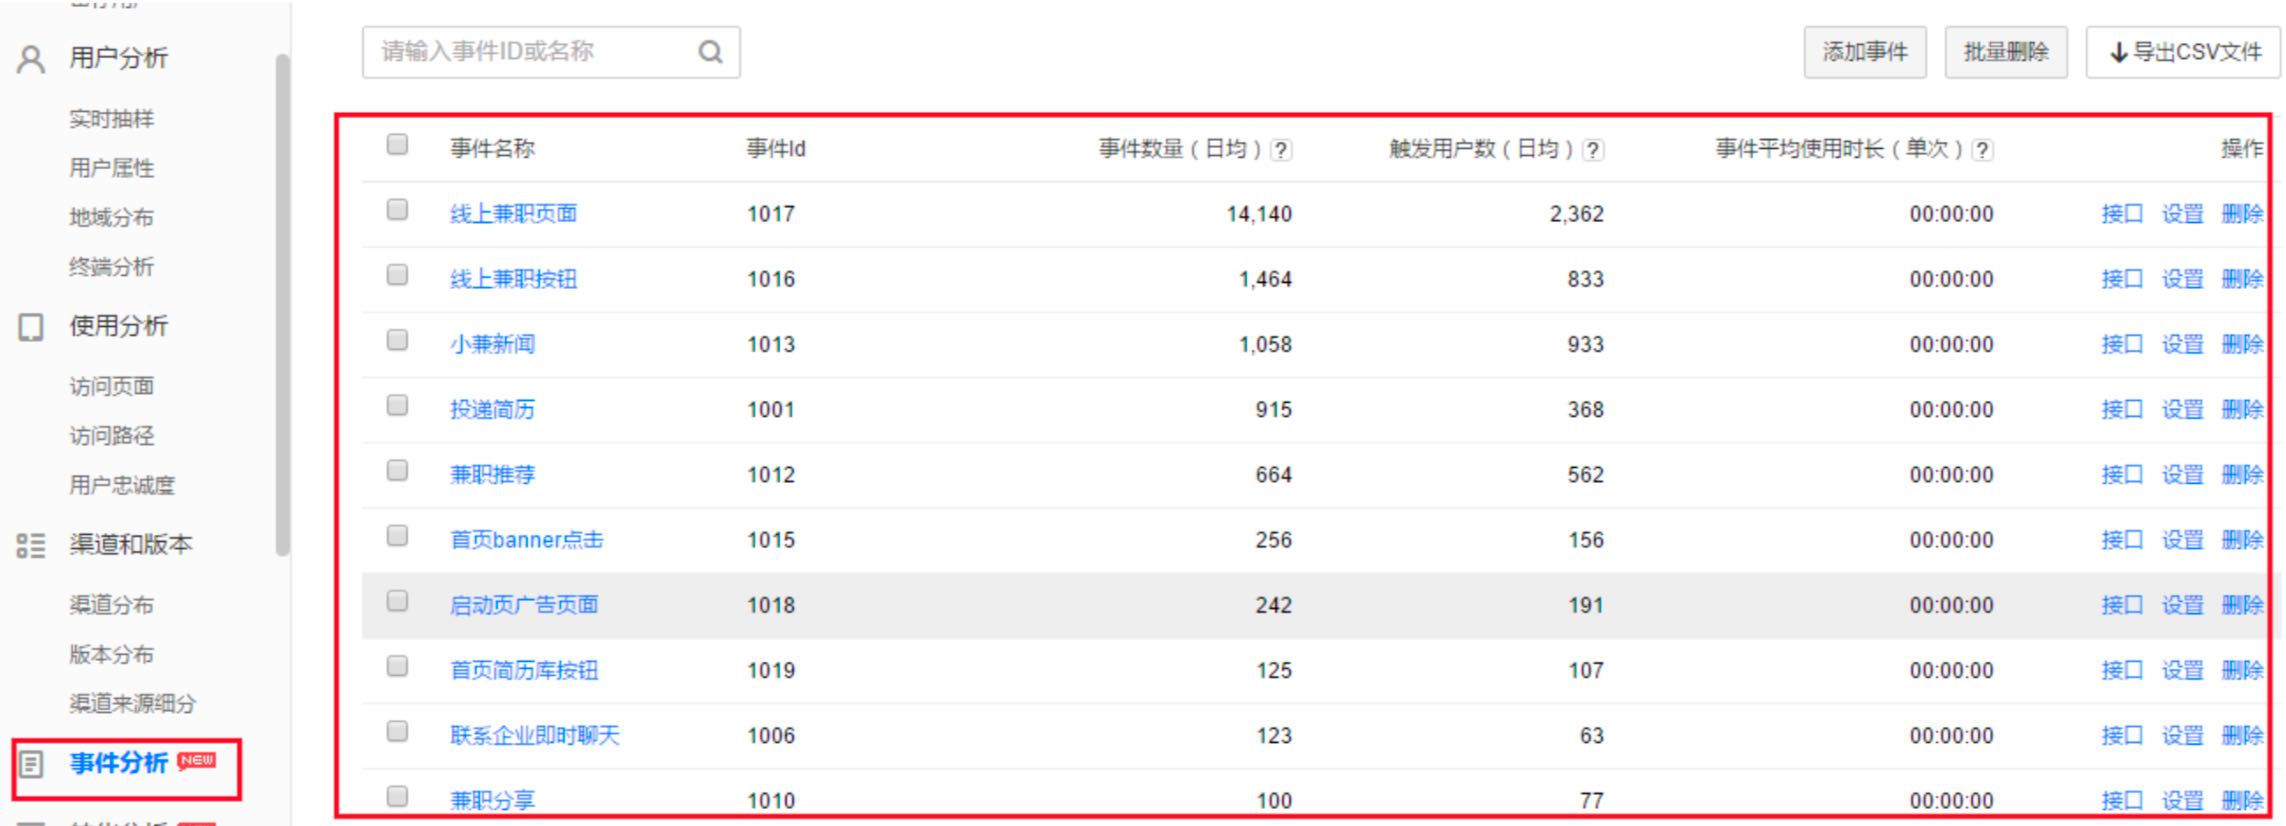 用户分析
实时抽样
用户属性
地域分布
终端分析
使用分析
访问页面
访问路径
用户忠诚度
渠道和版本
渠道分布
版本分布
渠道来源细分
事件分析 NEW
请输入事件ID或名称
添加事件 批量删除 导出CSV文件
事件名称 事件Id 事件数量（日均）? 触发用户数（日均）? 事件平均使用时长（单次）? 操作
线上兼职页面 1017 14,140 2,362 00:00:00 接口 设置 删除
线上兼职按钮 1016 1,464 833 00:00:00 接口 设置 删除
小兼新闻 1013 1,058 933 00:00:00 接口 设置 删除
投递简历 1001 915 368 00:00:00 接口 设置 删除
兼职推荐 1012 664 562 00:00:00 接口 设置 删除
首页banner点击 1015 256 156 00:00:00 接口 设置 删除
启动页广告页面 1018 242 191 00:00:00 接口 设置 删除
首页简历库按钮 1019 125 107 00:00:00 接口 设置 删除
联系企业即时聊天 1006 123 63 00:00:00 接口 设置 删除
兼职分享 1010 100 77 00:00:00 接口 设置 删除